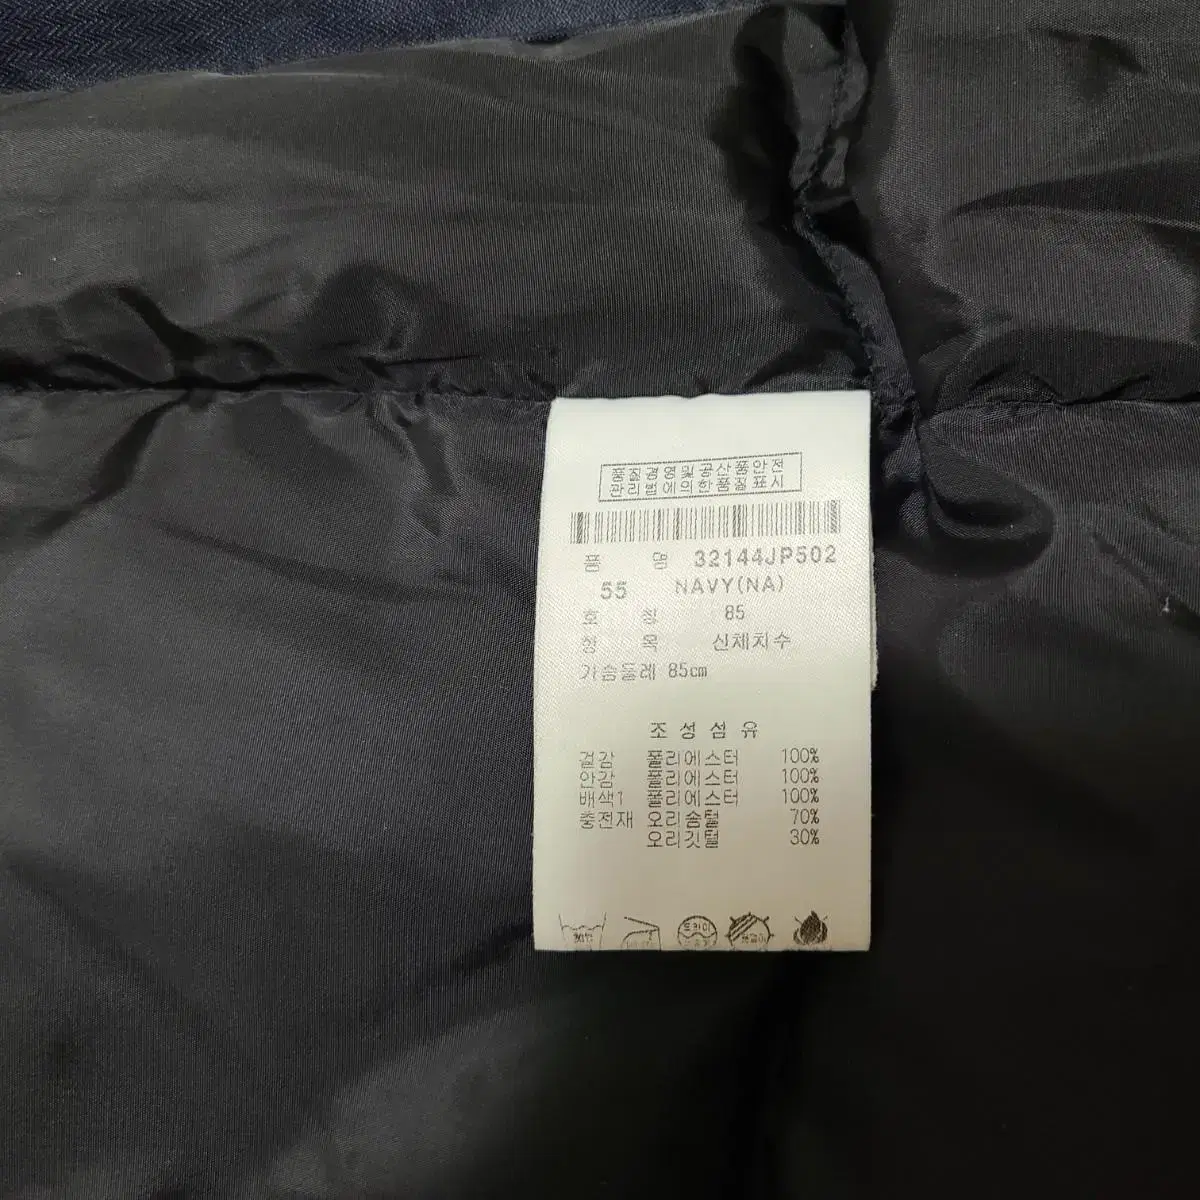 품질경영및공산품안전
관리법에의한품질표시
품 명 32144JP502
55 NAVY(NA)
호 칭 85
항 목 신체치수
가슴둘레 85cm
조성섬유
겉감 폴리에스터 100%
안감 폴리에스터 100%
배색1 폴리에스터 100%
충전재 오리솜털 70%
오리깃털 30%
30℃
드라이